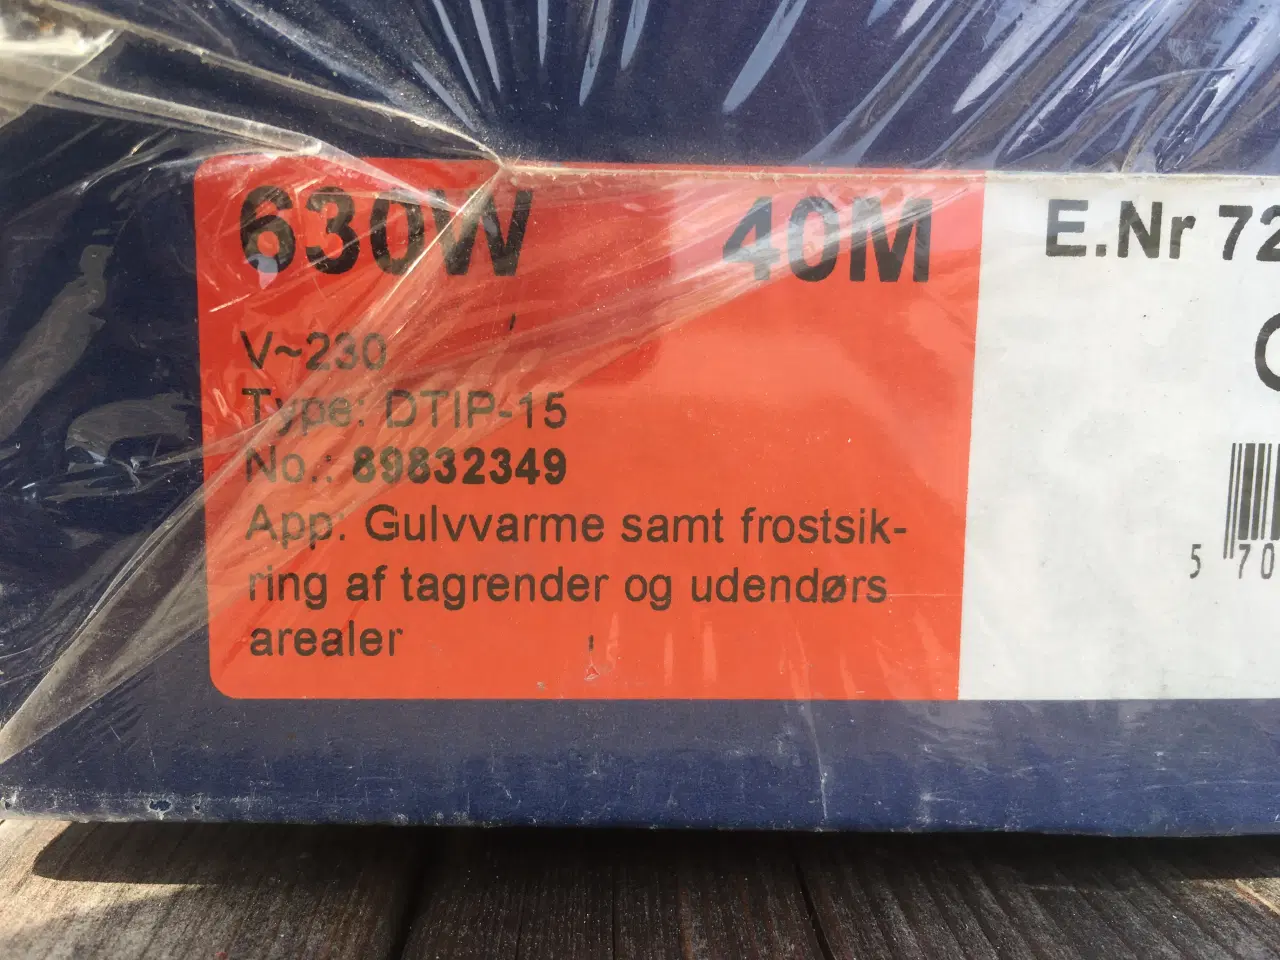 630W 40M
V~230
Type: DTIP-15
No.: 89832349
App: Gulvvarme samt frostsik-
ring af tagrender og udendørs
arealer
E.Nr 72
5 70